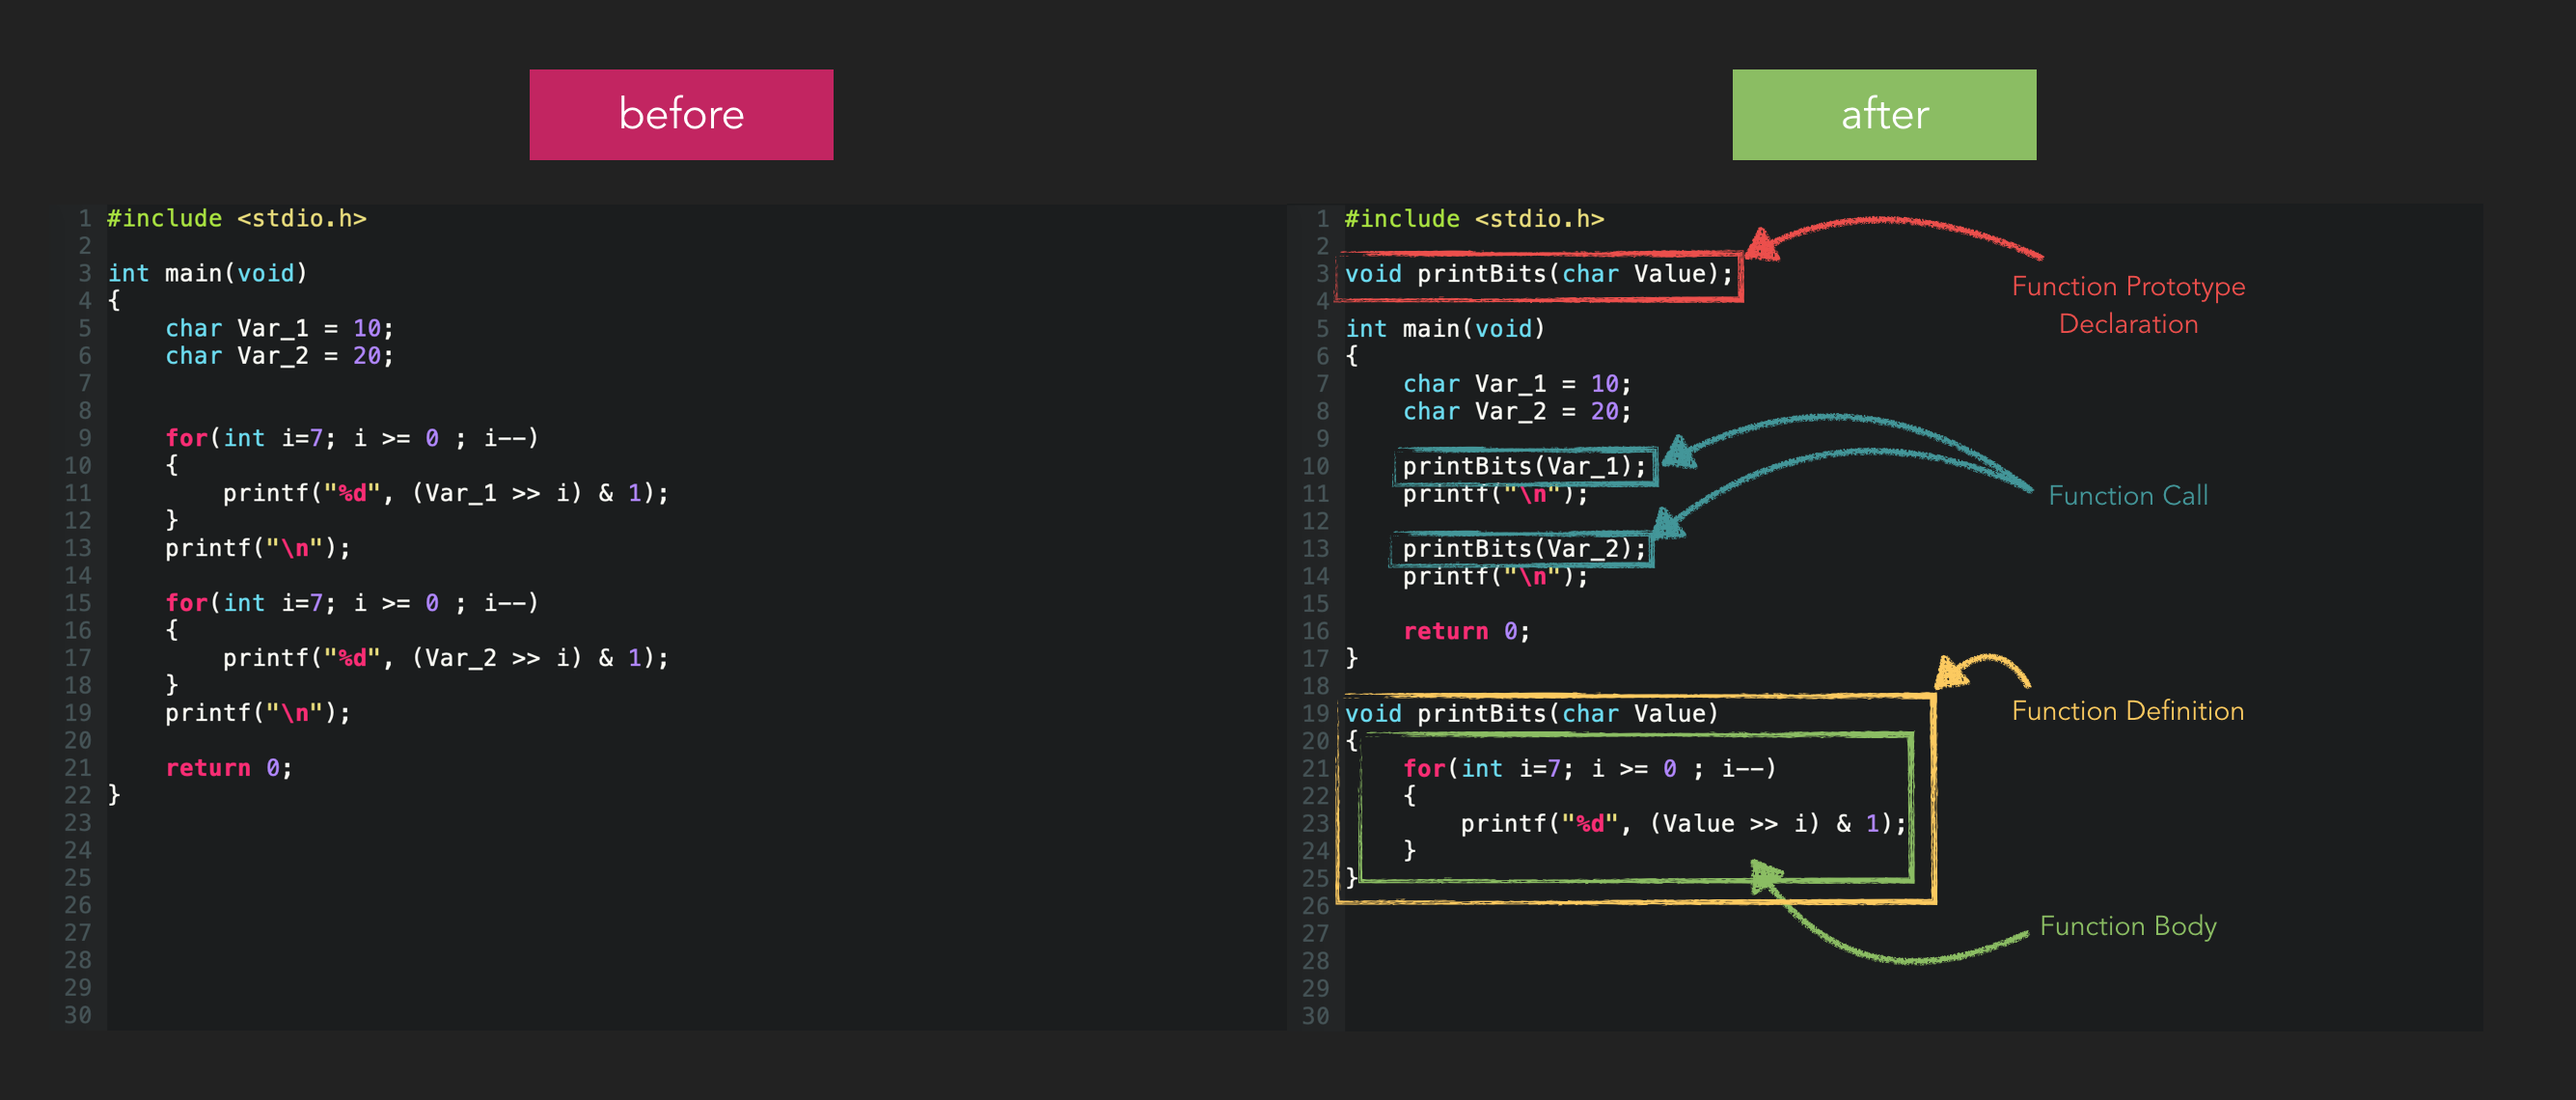 before
1 #include <stdio.h>
2
3 int main(void)
4 {
5     char Var_1 = 10;
6     char Var_2 = 20;
7
8
9     for(int i=7; i >= 0 ; i--)
10     {
11         printf("%d", (Var_1 >> i) & 1);
12     }
13     printf("\n");
14
15     for(int i=7; i >= 0 ; i--)
16     {
17         printf("%d", (Var_2 >> i) & 1);
18     }
19     printf("\n");
20
21     return 0;
22 }
23
24
25
26
27
28
29
30
after
1 #include <stdio.h>
2
3 void printBits(char Value);
4
5 int main(void)
6 {
7     char Var_1 = 10;
8     char Var_2 = 20;
9
10     printBits(Var_1);
11     printf("\n");
12
13     printBits(Var_2);
14     printf("\n");
15
16     return 0;
17 }
18
19 void printBits(char Value)
20 {
21     for(int i=7; i >= 0 ; i--)
22     {
23         printf("%d", (Value >> i) & 1);
24     }
25 }
26
27
28
29
30
Function Prototype
Declaration
Function Call
Function Definition
Function Body